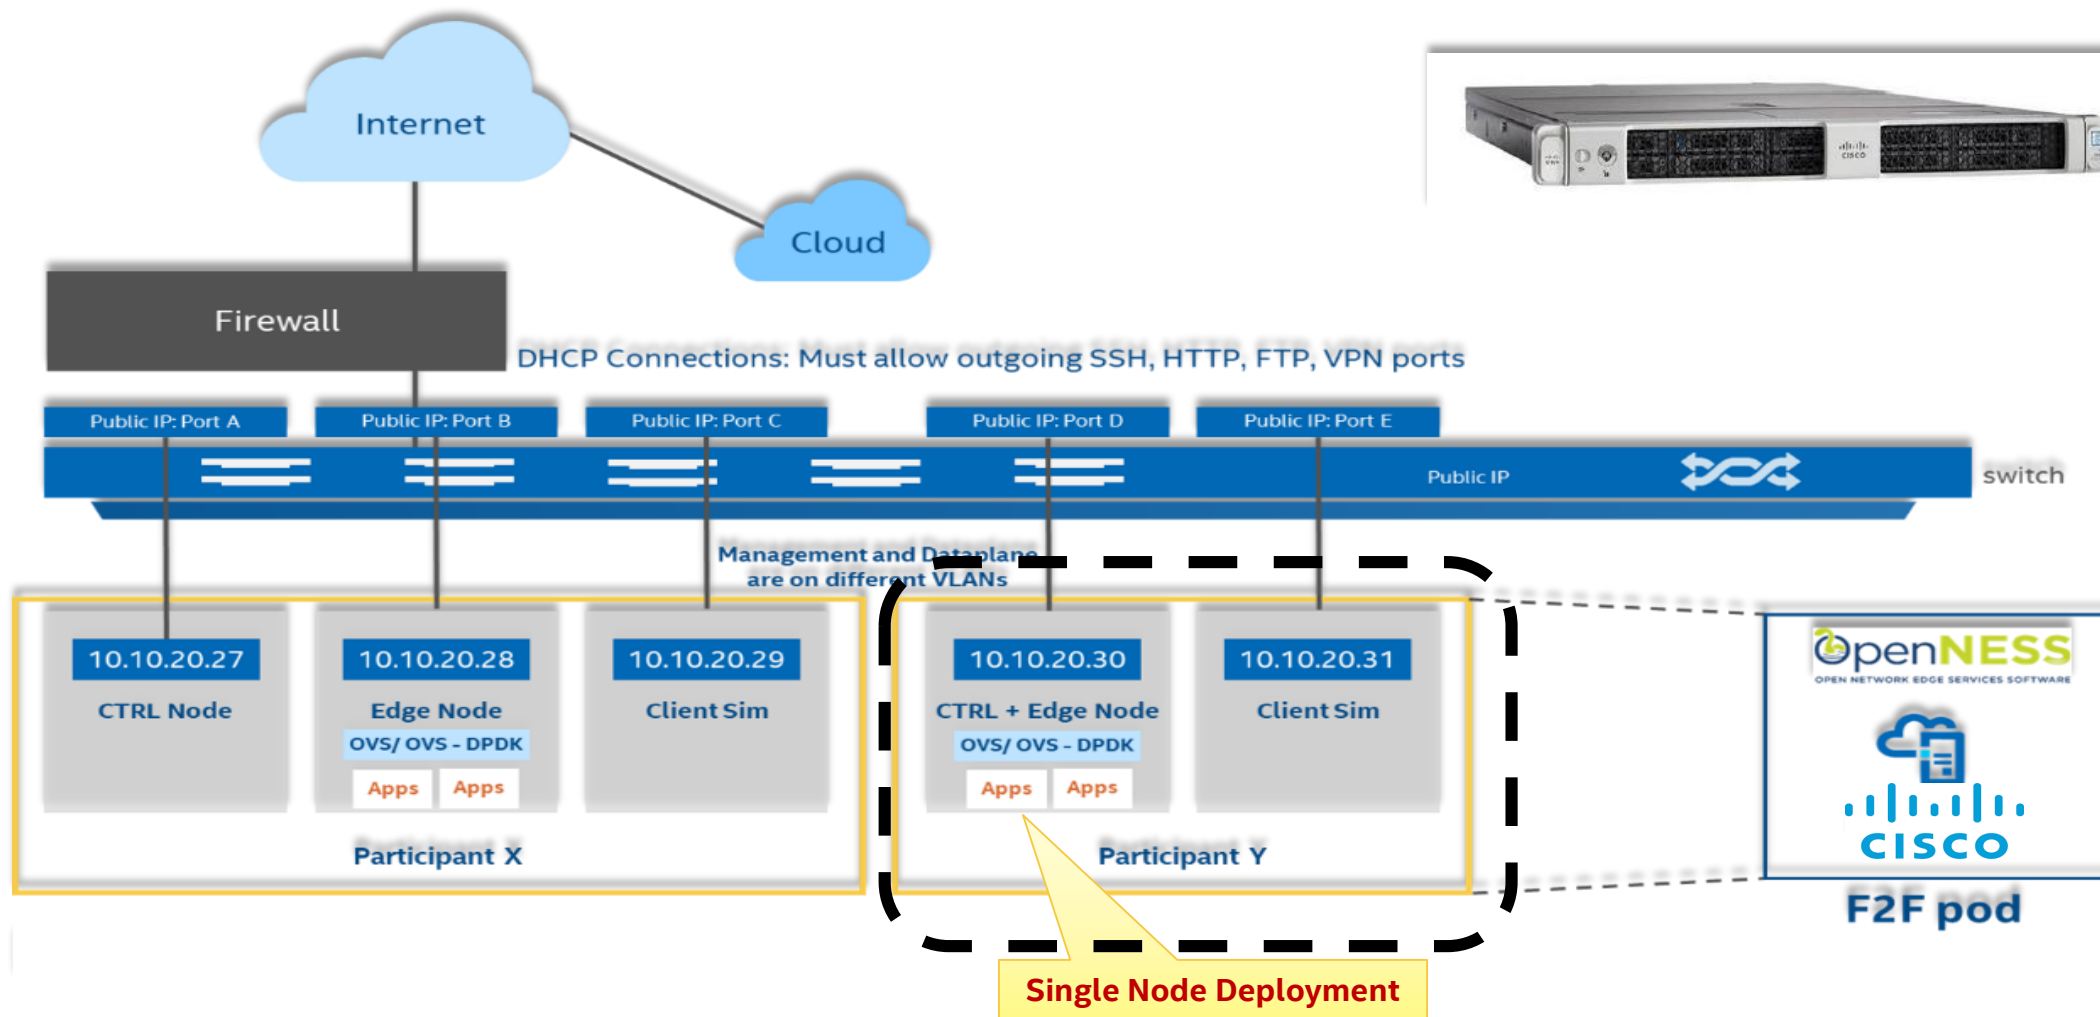 Internet
Cloud
CISCO
Firewall
DHCP Connections: Must allow outgoing SSH, HTTP, FTP, VPN ports
Public IP: Port A
Public IP: Port B
Public IP: Port C
Public IP: Port D
Public IP: Port E
Public IP
switch
Management and Dataplane
are on different VLANs
10.10.20.27
CTRL Node
10.10.20.28
Edge Node
OVS/ OVS - DPDK
Apps Apps
10.10.20.29
Client Sim
Participant X
10.10.20.30
CTRL + Edge Node
OVS/ OVS - DPDK
Apps Apps
10.10.20.31
Client Sim
Participant Y
Single Node Deployment
OpenNESS
OPEN NETWORK EDGE SERVICES SOFTWARE
CISCO
F2F pod